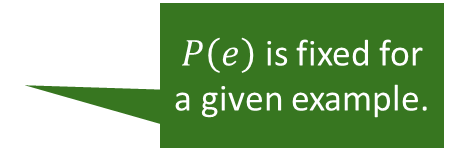 P(e) is fixed for
a given example.